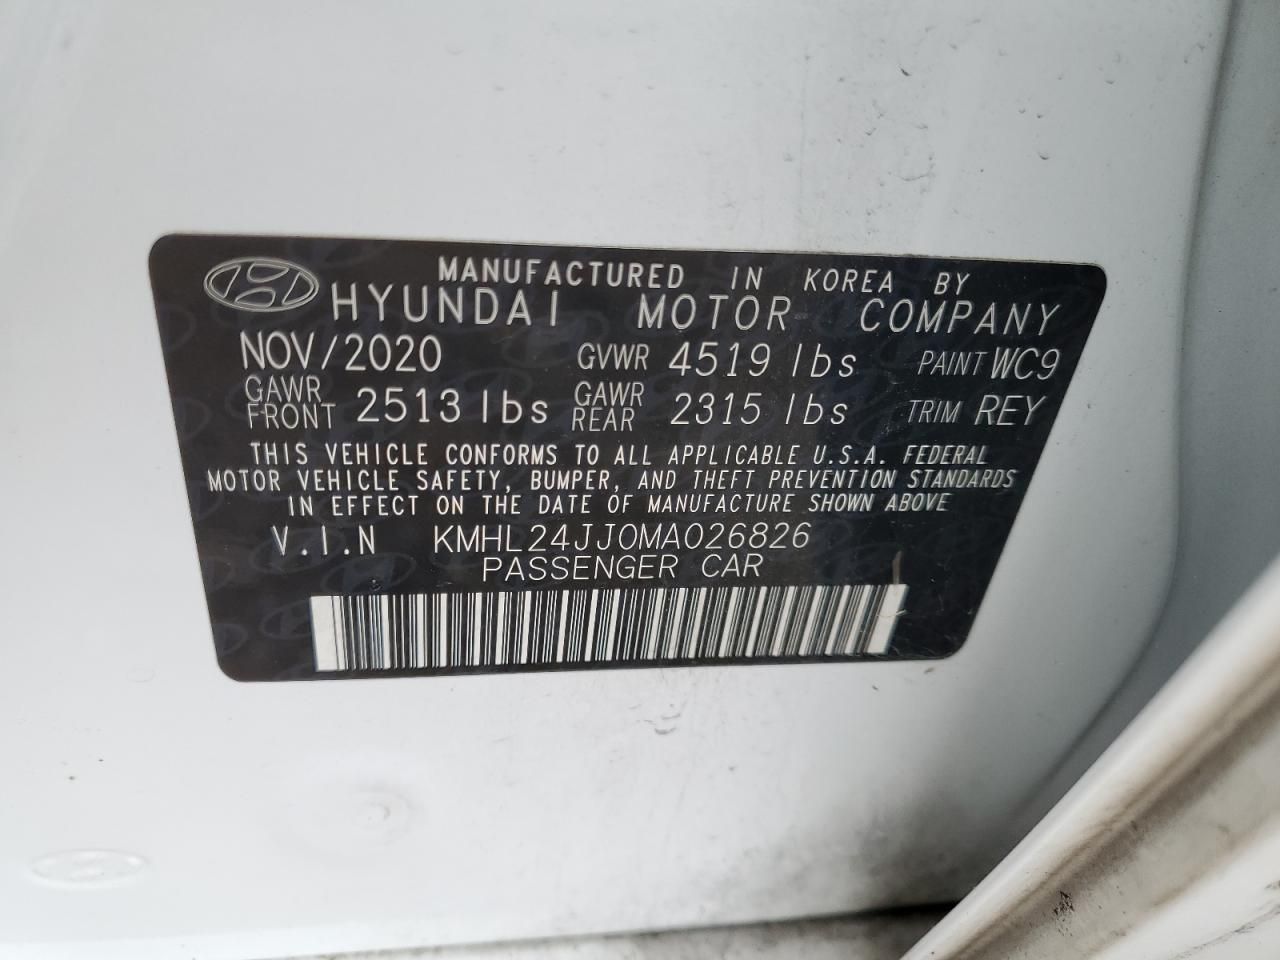 MANUFACTURED IN KOREA BY
HYUNDAI MOTOR COMPANY
NOV/2020 GVWR 4519 lbs PAINT WC9
GAWR FRONT 2513 lbs GAWR REAR 2315 lbs TRIM REY
THIS VEHICLE CONFORMS TO ALL APPLICABLE U.S.A. FEDERAL
MOTOR VEHICLE SAFETY, BUMPER, AND THEFT PREVENTION STANDARDS
IN EFFECT ON THE DATE OF MANUFACTURE SHOWN ABOVE
V.I.N KMHL24JJ0MA026826
PASSENGER CAR